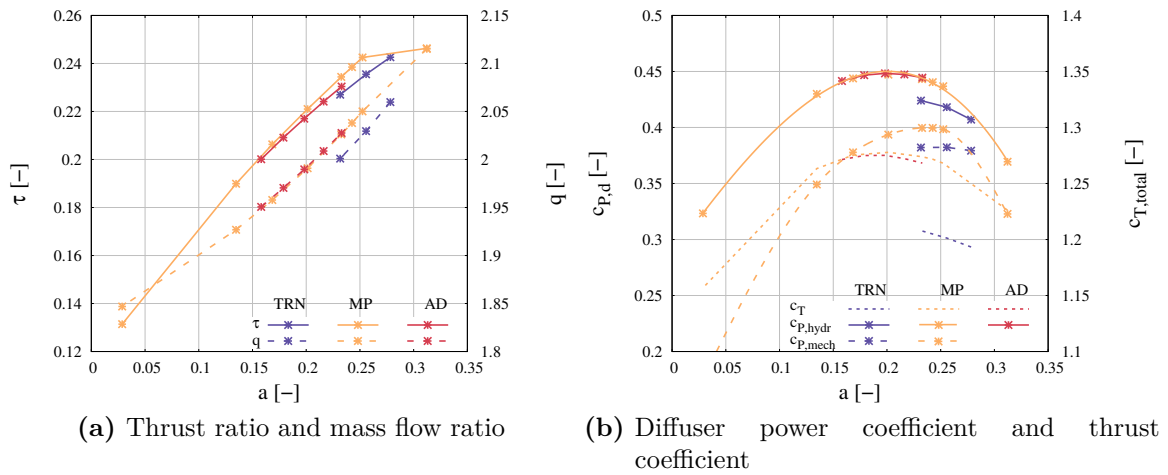 0.26
0.24
0.22
0.2
0.18
0.16
0.14
0.12
τ [−]
2.15
2.1
2.05
2
1.95
1.9
1.85
1.8
q [−]
TRN MP AD
τ
q
0 0.05 0.1 0.15 0.2 0.25 0.3 0.35
a [−]
(a) Thrust ratio and mass flow ratio
0.5
0.45
0.4
0.35
0.3
0.25
0.2
c_P,d [−]
1.4
1.35
1.3
1.25
1.2
1.15
1.1
c_T,total [−]
TRN MP AD
c_T
c_P,hydr
c_P,mech
0 0.05 0.1 0.15 0.2 0.25 0.3 0.35
a [−]
(b) Diffuser power coefficient and thrust
coefficient